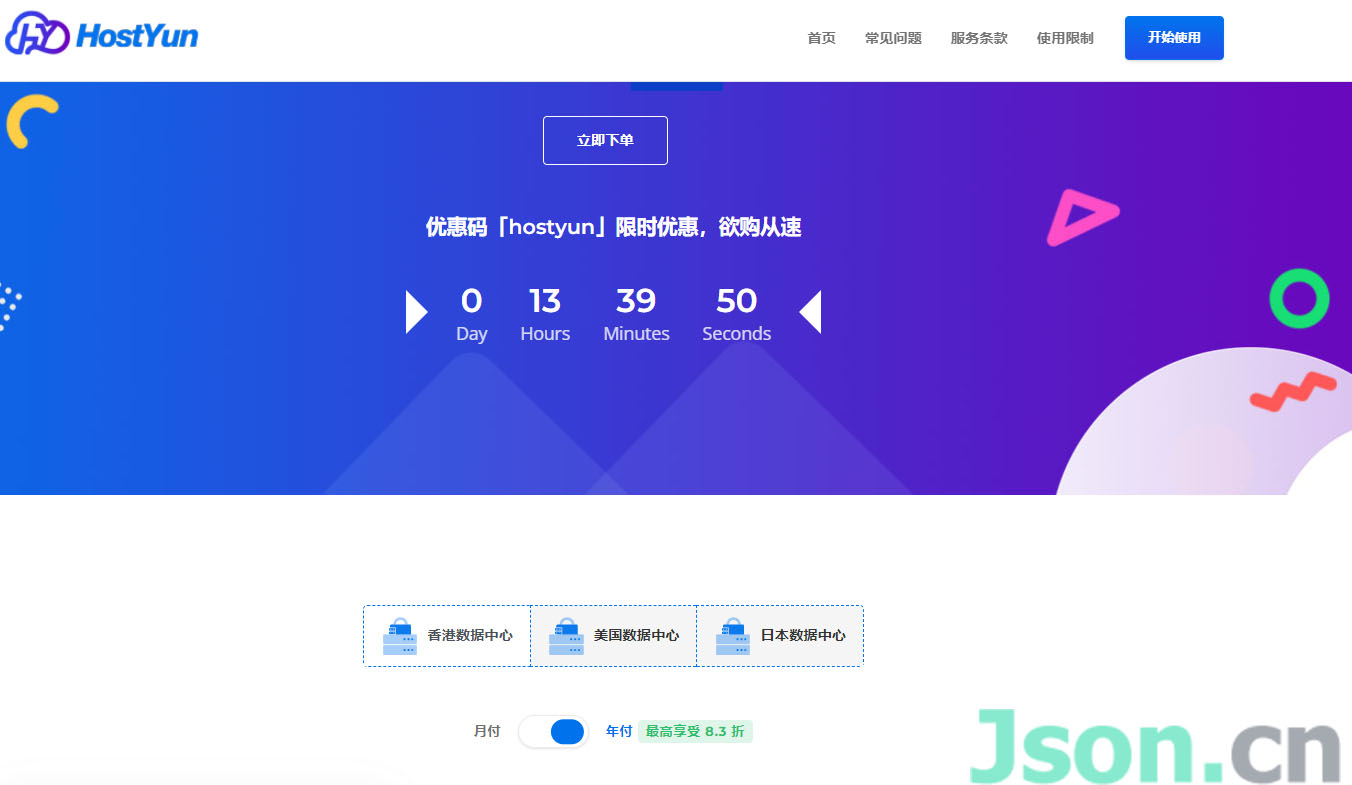 HostYun
首页 常见问题 服务条款 使用限制 开始使用
立即下单
优惠码「hostyun」限时优惠，欲购从速
0 13 39 50
Day Hours Minutes Seconds
香港数据中心 美国数据中心 日本数据中心
月付 年付 最高享受 8.3 折
Json.cn